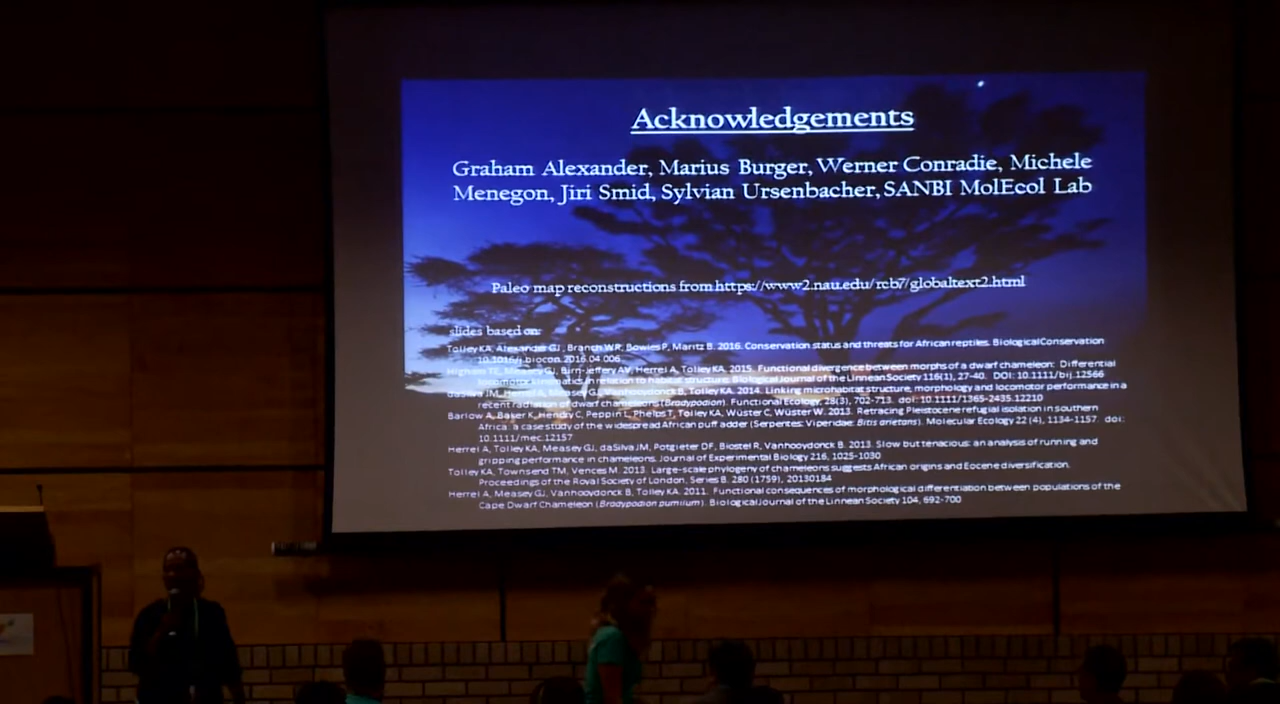 Acknowledgements
Graham Alexander, Marius Burger, Werner Conradie, Michele
Menegon, Jiri Smid, Sylvian Ursenbacher, SANBI MolEcol Lab
Paleo map reconstructions from https://www2.nau.edu/rcb7/globaltext2.html
slides based on:
Tolley KA, Alexander GJ, Branch WR, Bowles P, Maritz B. 2016. Conservation status and threats for African reptiles. Biological Conservation
10.1016/j.biocon.2016.04.006
Higham TE, Measey GJ, Birn-Jeffery AV, Herrel A, Tolley KA. 2015. Functional divergence between morphs of a dwarf chameleon: Differential
locomotor kinematics in relation to habitat structure. Biological Journal of the Linnean Society 116(1), 27-40. DOI: 10.1111/bij.12566
daSilva JM, Herrel A, Measey GJ, Vanhooydonck B, Tolley KA. 2014. Linking microhabitat structure, morphology and locomotor performance in a
recent radiation of dwarf chameleons (Bradypodion). Functional Ecology, 28(3), 702-713. doi: 10.1111/1365-2435.12210
Barlow A, Baker K, Hendry C, Peppin L, Phelps T, Tolley KA, Wüster C, Wüster W. 2013. Retracing Pleistocene refugial isolation in southern
Africa: a case study of the widespread African puff adder (Serpentes: Viperidae: Bitis arietans). Molecular Ecology 22 (4), 1134-1157. doi:
10.1111/mec.12157
Herrel A, Tolley KA, Measey GJ, daSilva JM, Potgieter DF, Biostel R, Vanhooydonck B. 2013. Slow but tenacious: an analysis of running and
gripping performance in chameleons. Journal of Experimental Biology 216, 1025-1030
Tolley KA, Townsend TM, Vences M. 2013. Large-scale phylogeny of chameleons suggests African origins and Eocene diversification.
Proceedings of the Royal Society of London, Series B. 280 (1759), 20130184
Herrel A, Measey GJ, Vanhooydonck B, Tolley KA. 2011. Functional consequences of morphological differentiation between populations of the
Cape Dwarf Chameleon (Bradypodion pumilum). Biological Journal of the Linnean Society 104, 692-700